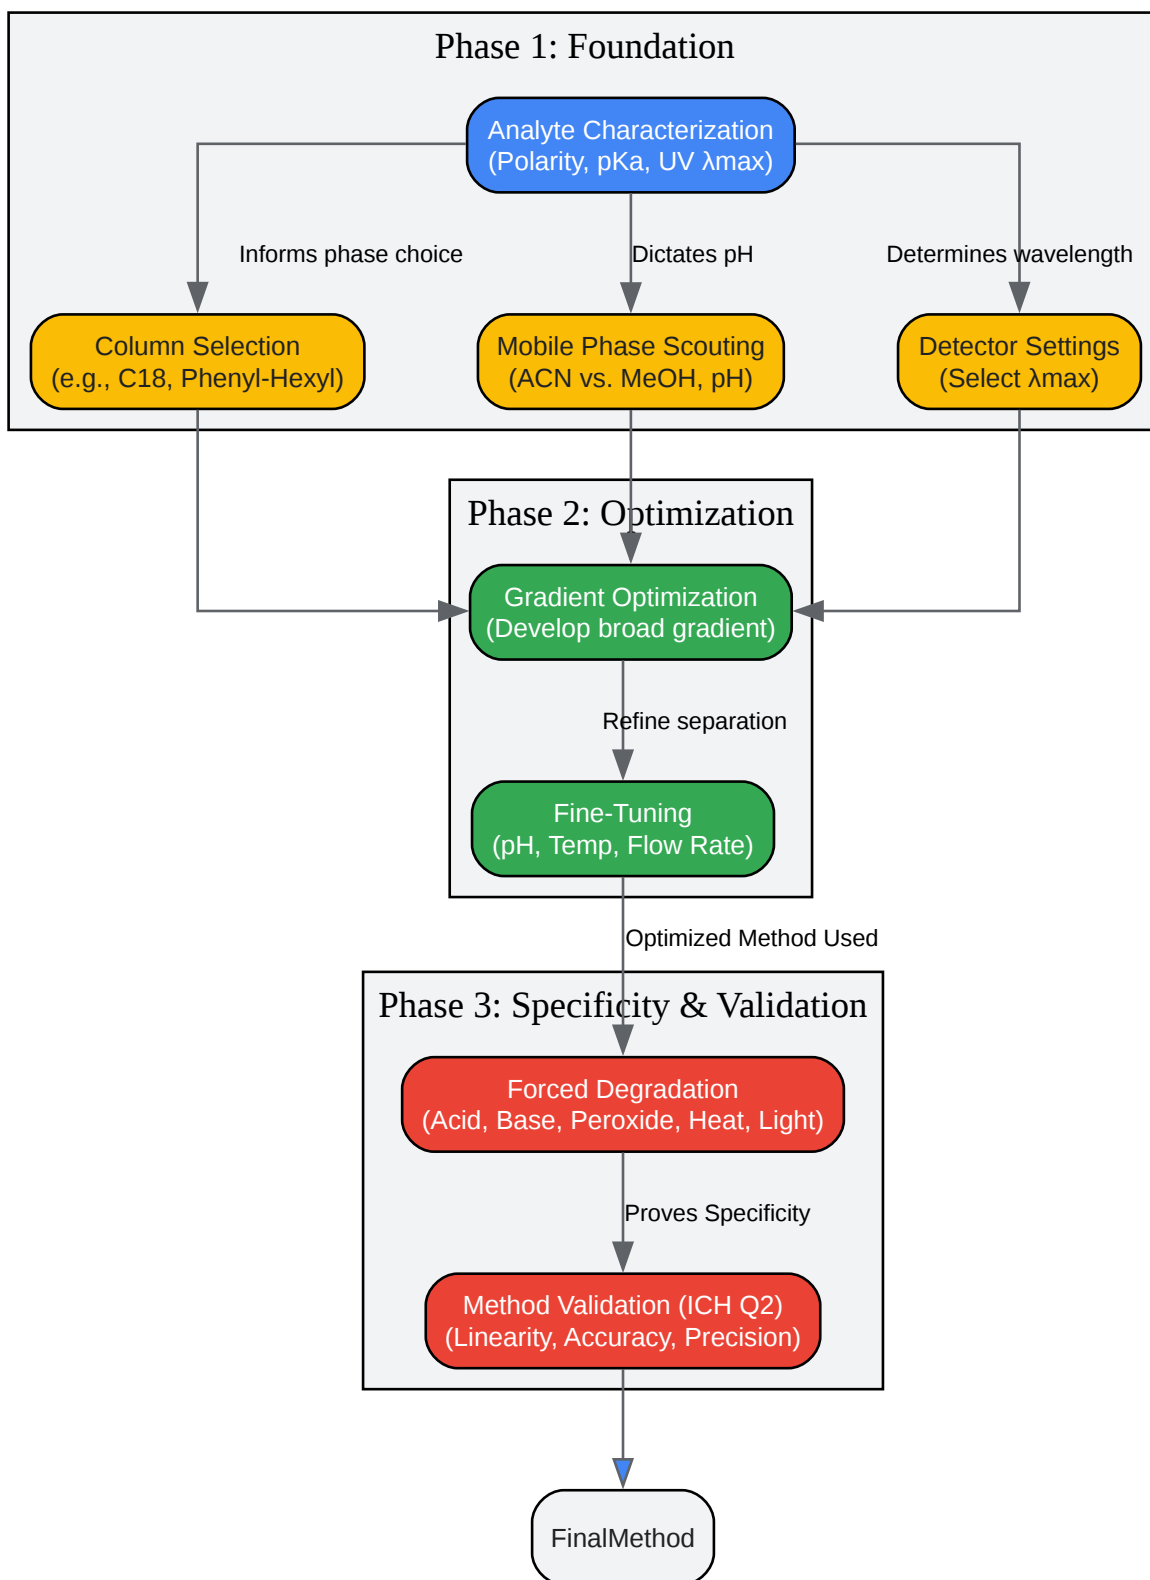 Phase 1: Foundation
Analyte Characterization
(Polarity, pKa, UV λmax)
Informs phase choice
Dictates pH
Determines wavelength
Column Selection
(e.g., C18, Phenyl-Hexyl)
Mobile Phase Scouting
(ACN vs. MeOH, pH)
Detector Settings
(Select λmax)
Phase 2: Optimization
Gradient Optimization
(Develop broad gradient)
Refine separation
Fine-Tuning
(pH, Temp, Flow Rate)
Optimized Method Used
Phase 3: Specificity & Validation
Forced Degradation
(Acid, Base, Peroxide, Heat, Light)
Proves Specificity
Method Validation (ICH Q2)
(Linearity, Accuracy, Precision)
FinalMethod